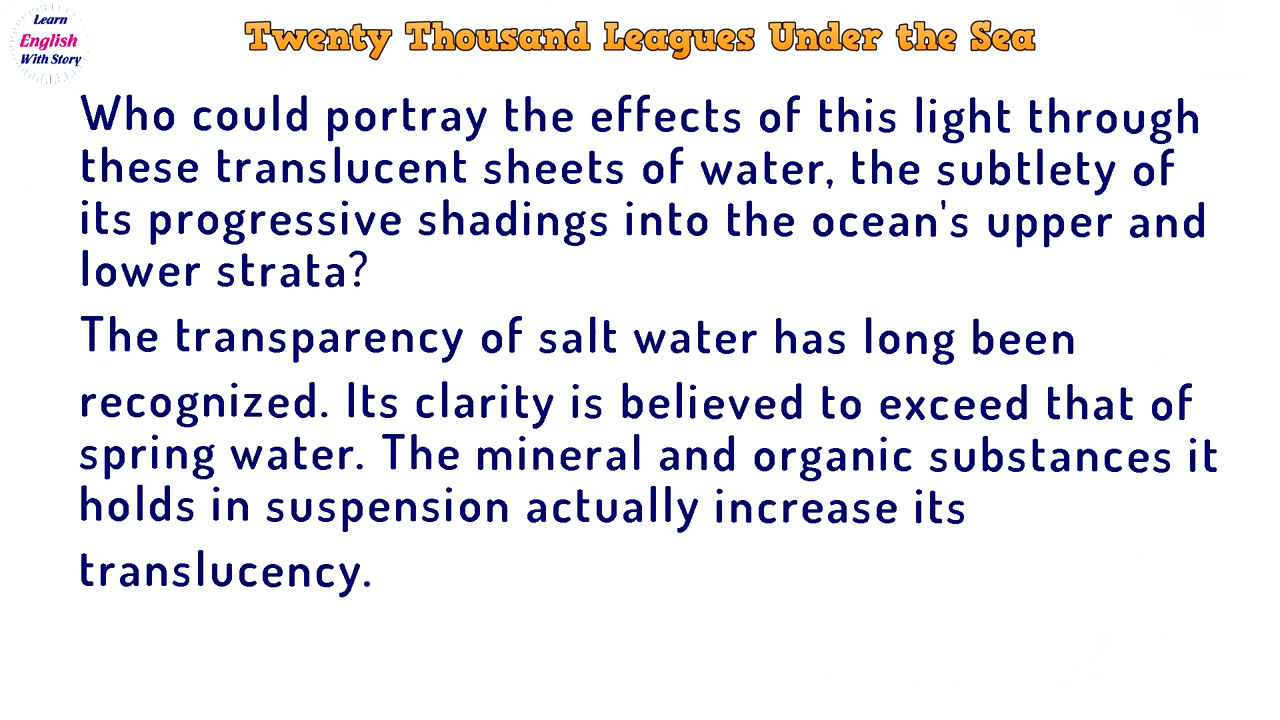 Learn
English
With Story
Twenty Thousand Leagues Under the Sea
Who could portray the effects of this light through
these translucent sheets of water, the subtlety of
its progressive shadings into the ocean's upper and
lower strata?
The transparency of salt water has long been
recognized. Its clarity is believed to exceed that of
spring water. The mineral and organic substances it
holds in suspension actually increase its
translucency.